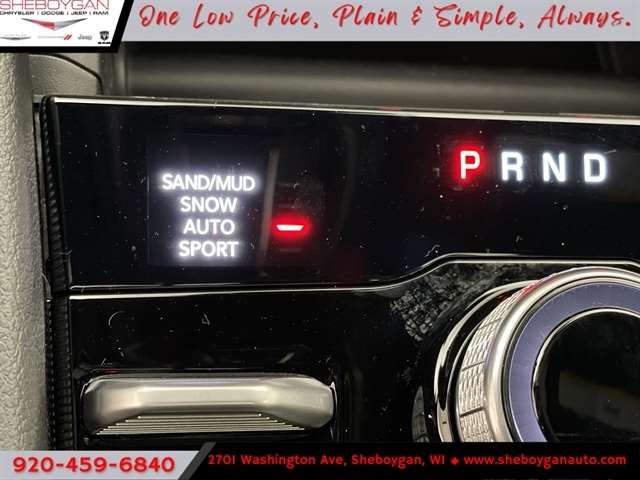 SHEBOYGAN
CHRYSLER • DODGE • JEEP • RAM
One Low Price, Plain & Simple, Always.
P R N D
SAND/MUD
SNOW
AUTO
SPORT
920-459-6840
2701 Washington Ave, Sheboygan, WI ◆ www.sheboyganauto.com